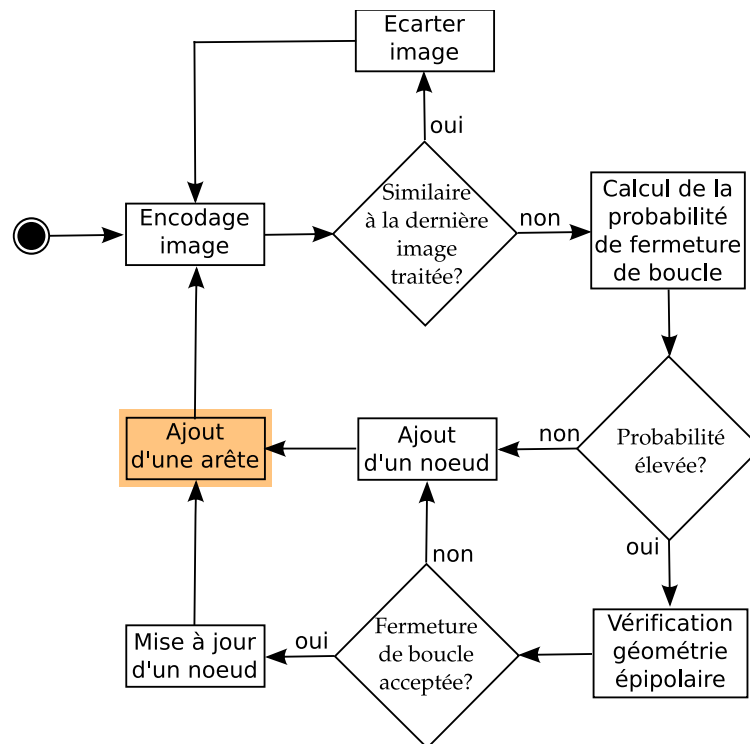 Ecarter
image
oui
Encodage
image
Similaire
à la dernière
image
traitée?
non
Calcul de la
probabilité
de fermeture
de boucle
Ajout
d'une arête
Ajout
d'un noeud
non
Probabilité
élevée?
oui
non
Mise à jour
d'un noeud
oui
Fermeture
de boucle
acceptée?
Vérification
géométrie
épipolaire